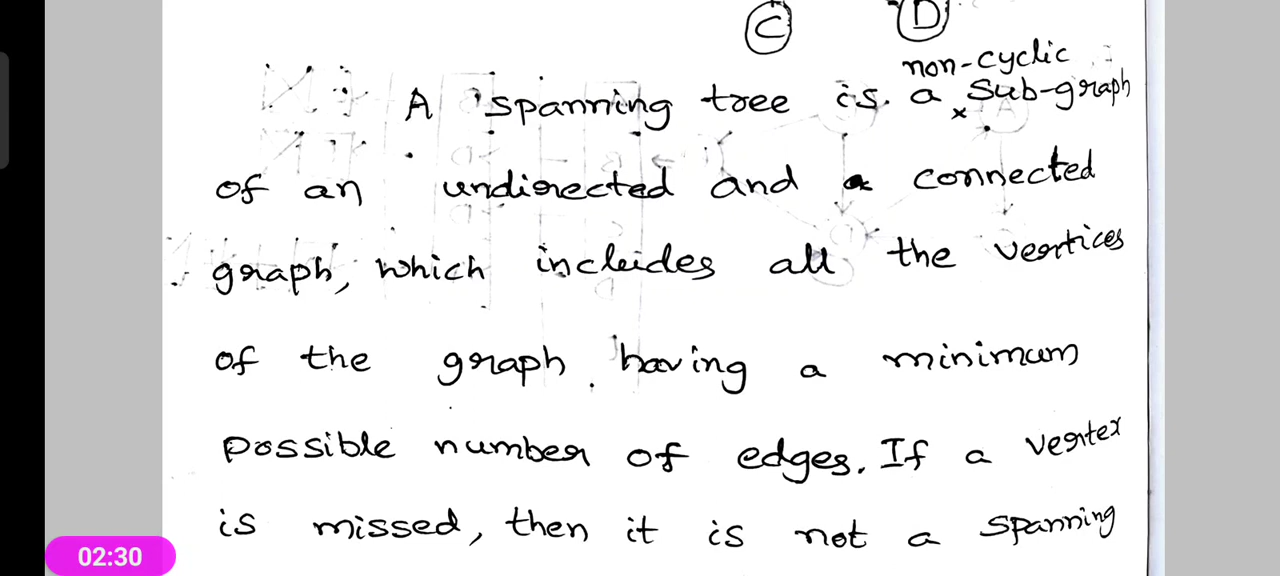 C D
non-cyclic
A spanning tree is a sub-graph
of an undirected and a connected
graph, which includes all the vertices
of the graph having a minimum
possible number of edges. If a vertex
is missed, then it is not a spanning
02:30